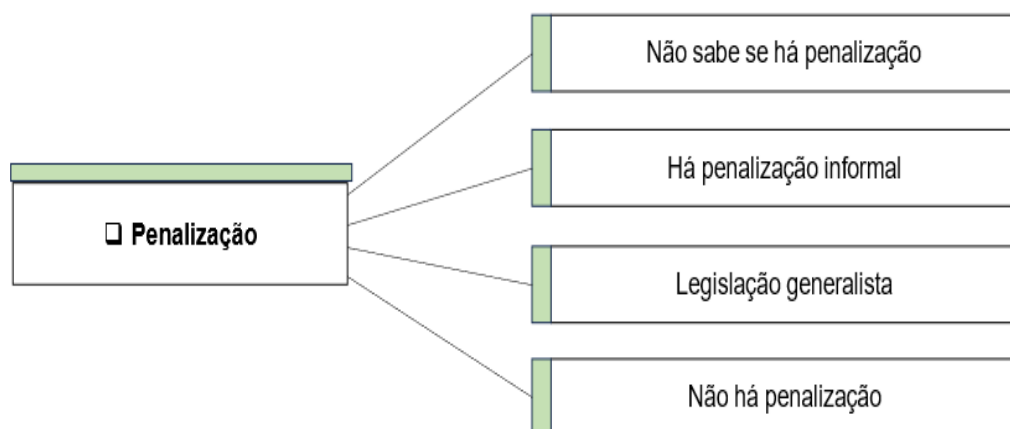 Não sabe se há penalização
Há penalização informal
❑ Penalização
Legislação generalista
Não há penalização